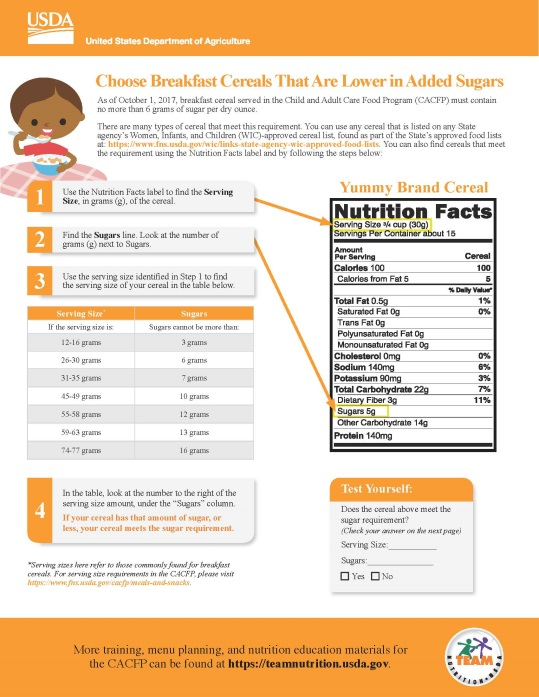 USDA
United States Department of Agriculture
Choose Breakfast Cereals That Are Lower in Added Sugars
As of October 1, 2017, breakfast cereal served in the Child and Adult Care Food Program (CACFP) must contain
no more than 6 grams of sugar per dry ounce.
There are many types of cereal that meet this requirement. You can use any cereal that is listed on any State
agency's Women, Infants, and Children (WIC)-approved cereal list, found as part of the State's approved food lists
at: https://www.fns.usda.gov/wic/links-state-agency-wic-approved-food-lists. You can also find cereals that meet
the requirement using the Nutrition Facts label and by following the steps below:
1
Use the Nutrition Facts label to find the Serving
Size, in grams (g), of the cereal.
2
Find the Sugars line. Look at the number of
grams (g) next to Sugars.
3
Use the serving size identified in Step 1 to find
the serving size of your cereal in the table below.
Serving Size* Sugars
If the serving size is: Sugars cannot be more than:
12-16 grams 3 grams
26-30 grams 6 grams
31-35 grams 7 grams
45-49 grams 10 grams
55-58 grams 12 grams
59-63 grams 13 grams
74-77 grams 16 grams
4
In the table, look at the number to the right of the
serving size amount, under the "Sugars" column.
If your cereal has that amount of sugar, or
less, your cereal meets the sugar requirement.
*Serving sizes here refer to those commonly found for breakfast
cereals. For serving size requirements in the CACFP, please visit
https://www.fns.usda.gov/cacfp/meals-and-snacks.
Yummy Brand Cereal
Nutrition Facts
Serving Size ¾ cup (30g)
Servings Per Container about 15
Amount
Per Serving Cereal
Calories 100 100
Calories from Fat 5 5
% Daily Value*
Total Fat 0.5g 1%
Saturated Fat 0g 0%
Trans Fat 0g
Polyunsaturated Fat 0g
Monounsaturated Fat 0g
Cholesterol 0mg 0%
Sodium 140mg 6%
Potassium 90mg 3%
Total Carbohydrate 22g 7%
Dietary Fiber 3g 11%
Sugars 5g
Other Carbohydrate 14g
Protein 140mg
Test Yourself:
Does the cereal above meet the
sugar requirement?
(Check your answer on the next page)
Serving Size:
Sugars:
Yes No
More training, menu planning, and nutrition education materials for
the CACFP can be found at https://teamnutrition.usda.gov.
TEAM
NUTRITION • USDA